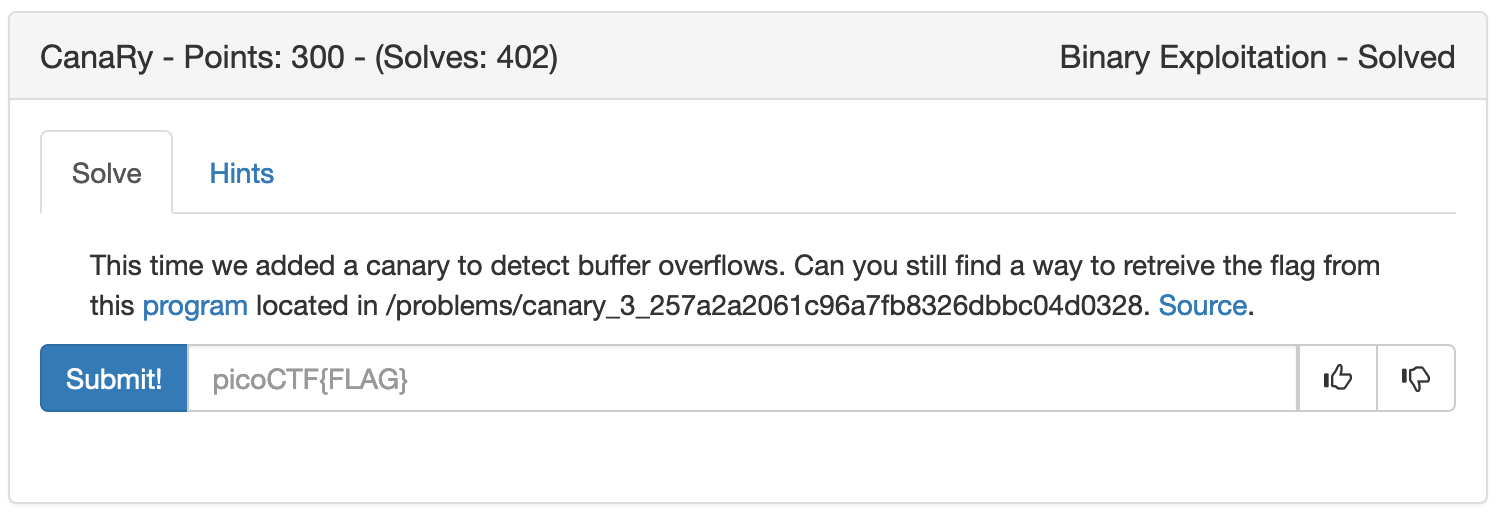 CanaRy - Points: 300 - (Solves: 402)
Binary Exploitation - Solved
Solve
Hints
This time we added a canary to detect buffer overflows. Can you still find a way to retreive the flag from
this program located in /problems/canary_3_257a2a2061c96a7fb8326dbbc04d0328. Source.
Submit!
picoCTF{FLAG}